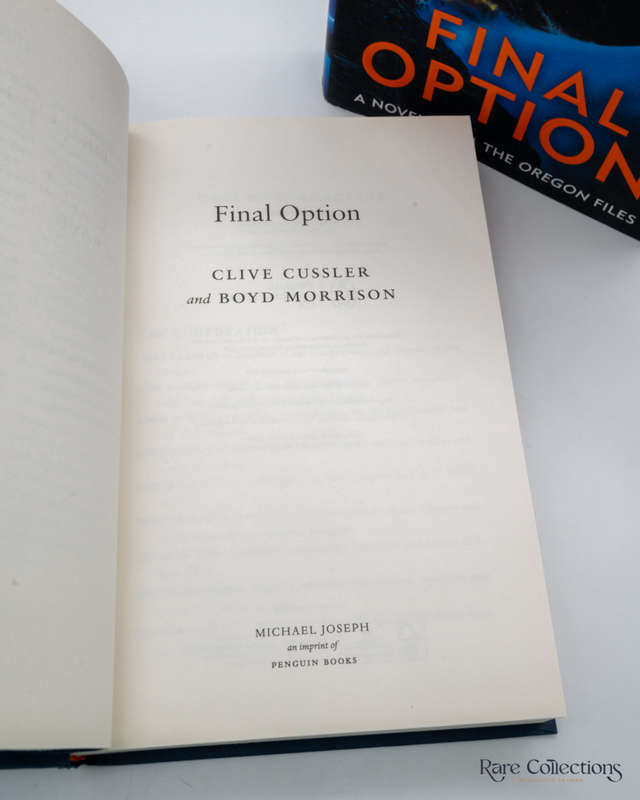 FINAL
OPTION
A NOVEL
THE OREGON FILES
Final Option
CLIVE CUSSLER
and BOYD MORRISON
MICHAEL JOSEPH
an imprint of
PENGUIN BOOKS
Rare Collections